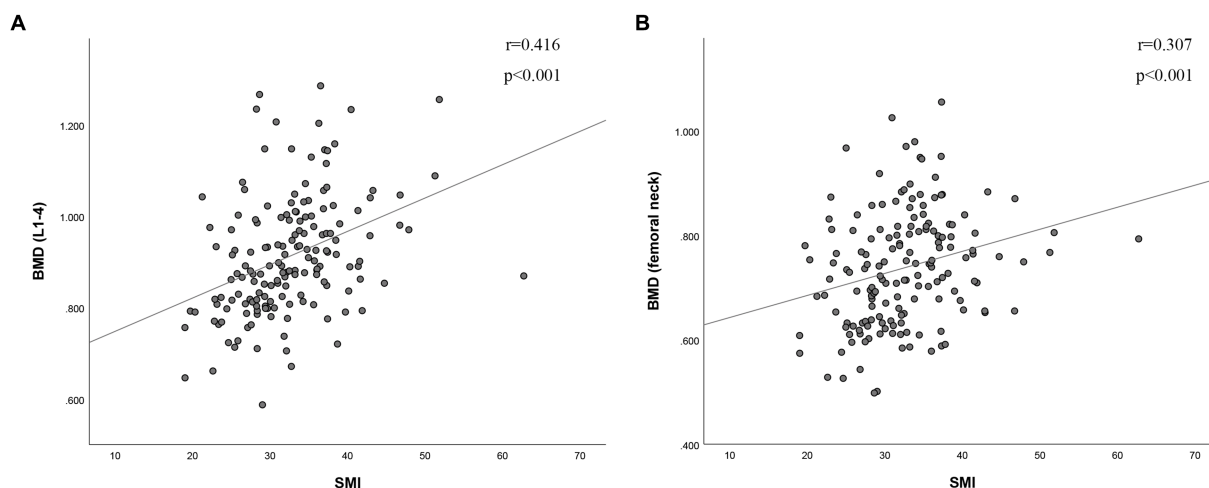 A
r=0.416
p<0.001
BMD (L1-4)
1.200
1.000
.800
.600
10 20 30 40 50 60 70
SMI
B
r=0.307
p<0.001
BMD (femoral neck)
1.000
.800
.600
.400
10 20 30 40 50 60 70
SMI